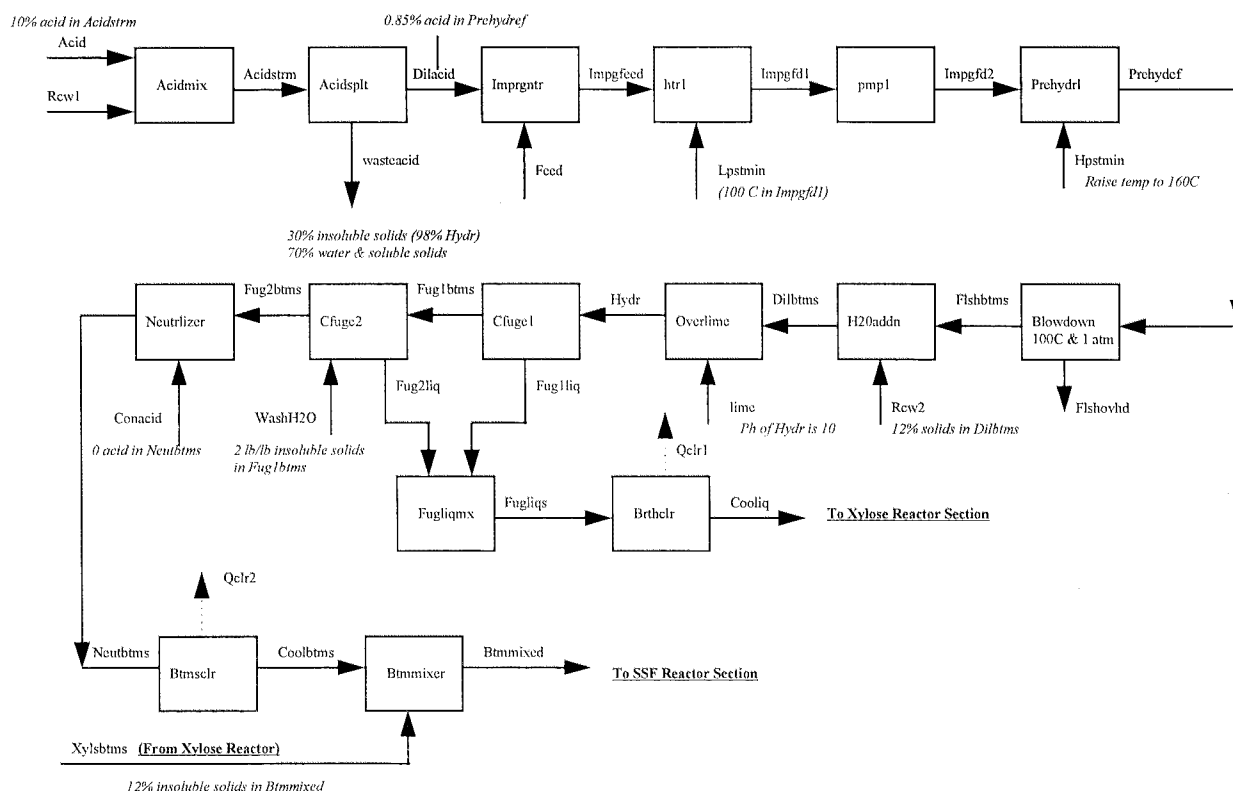 10% acid in Acidstrm
0.85% acid in Prehydref
Acid
Rcw1
Acidmix
Acidstrm
Acidsplt
Dilacid
Imprgntr
Impgfeed
htr1
Impgfd1
pmp1
Impgfd2
Prehydrl
Prehydcf
wasteacid
Feed
Lpstmin
(100 C in Impgfd1)
Hpstmin
Raise temp to 160C
30% insoluble solids (98% Hydr)
70% water & soluble solids
Neutrlizer
Fug2btms
Cfuge2
Fug1btms
Cfuge1
Hydr
Overlime
Dilbtms
H20addn
Flshbtms
Blowdown
100C & 1 atm
Fug2liq
Fug1liq
Conacid
0 acid in Neutbtms
WashH2O
2 lb/lb insoluble solids
in Fug1btms
lime
Ph of Hydr is 10
Rcw2
12% solids in Dilbtms
Flshovhd
Qclr1
Fugliqmx
Fugliqs
Brthclr
Cooliq
To Xylose Reactor Section
Qclr2
Neutbtms
Btmsclr
Coolbtms
Btmmixer
Btmmixed
To SSF Reactor Section
Xylsbtms (From Xylose Reactor)
12% insoluble solids in Btmmixed